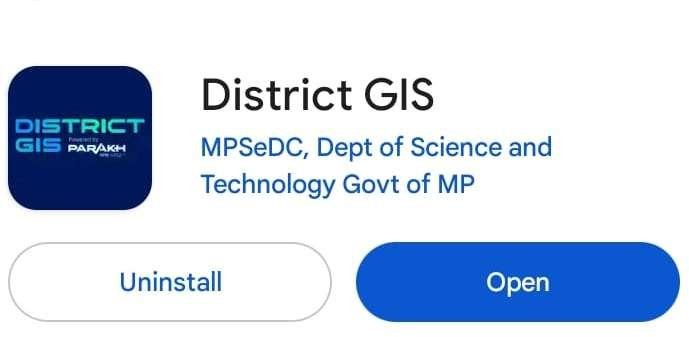 District GIS
DISTRICT
GIS
Powered by
PARAKH
MPSeDC, Dept of Science and
Technology Govt of MP
Uninstall
Open